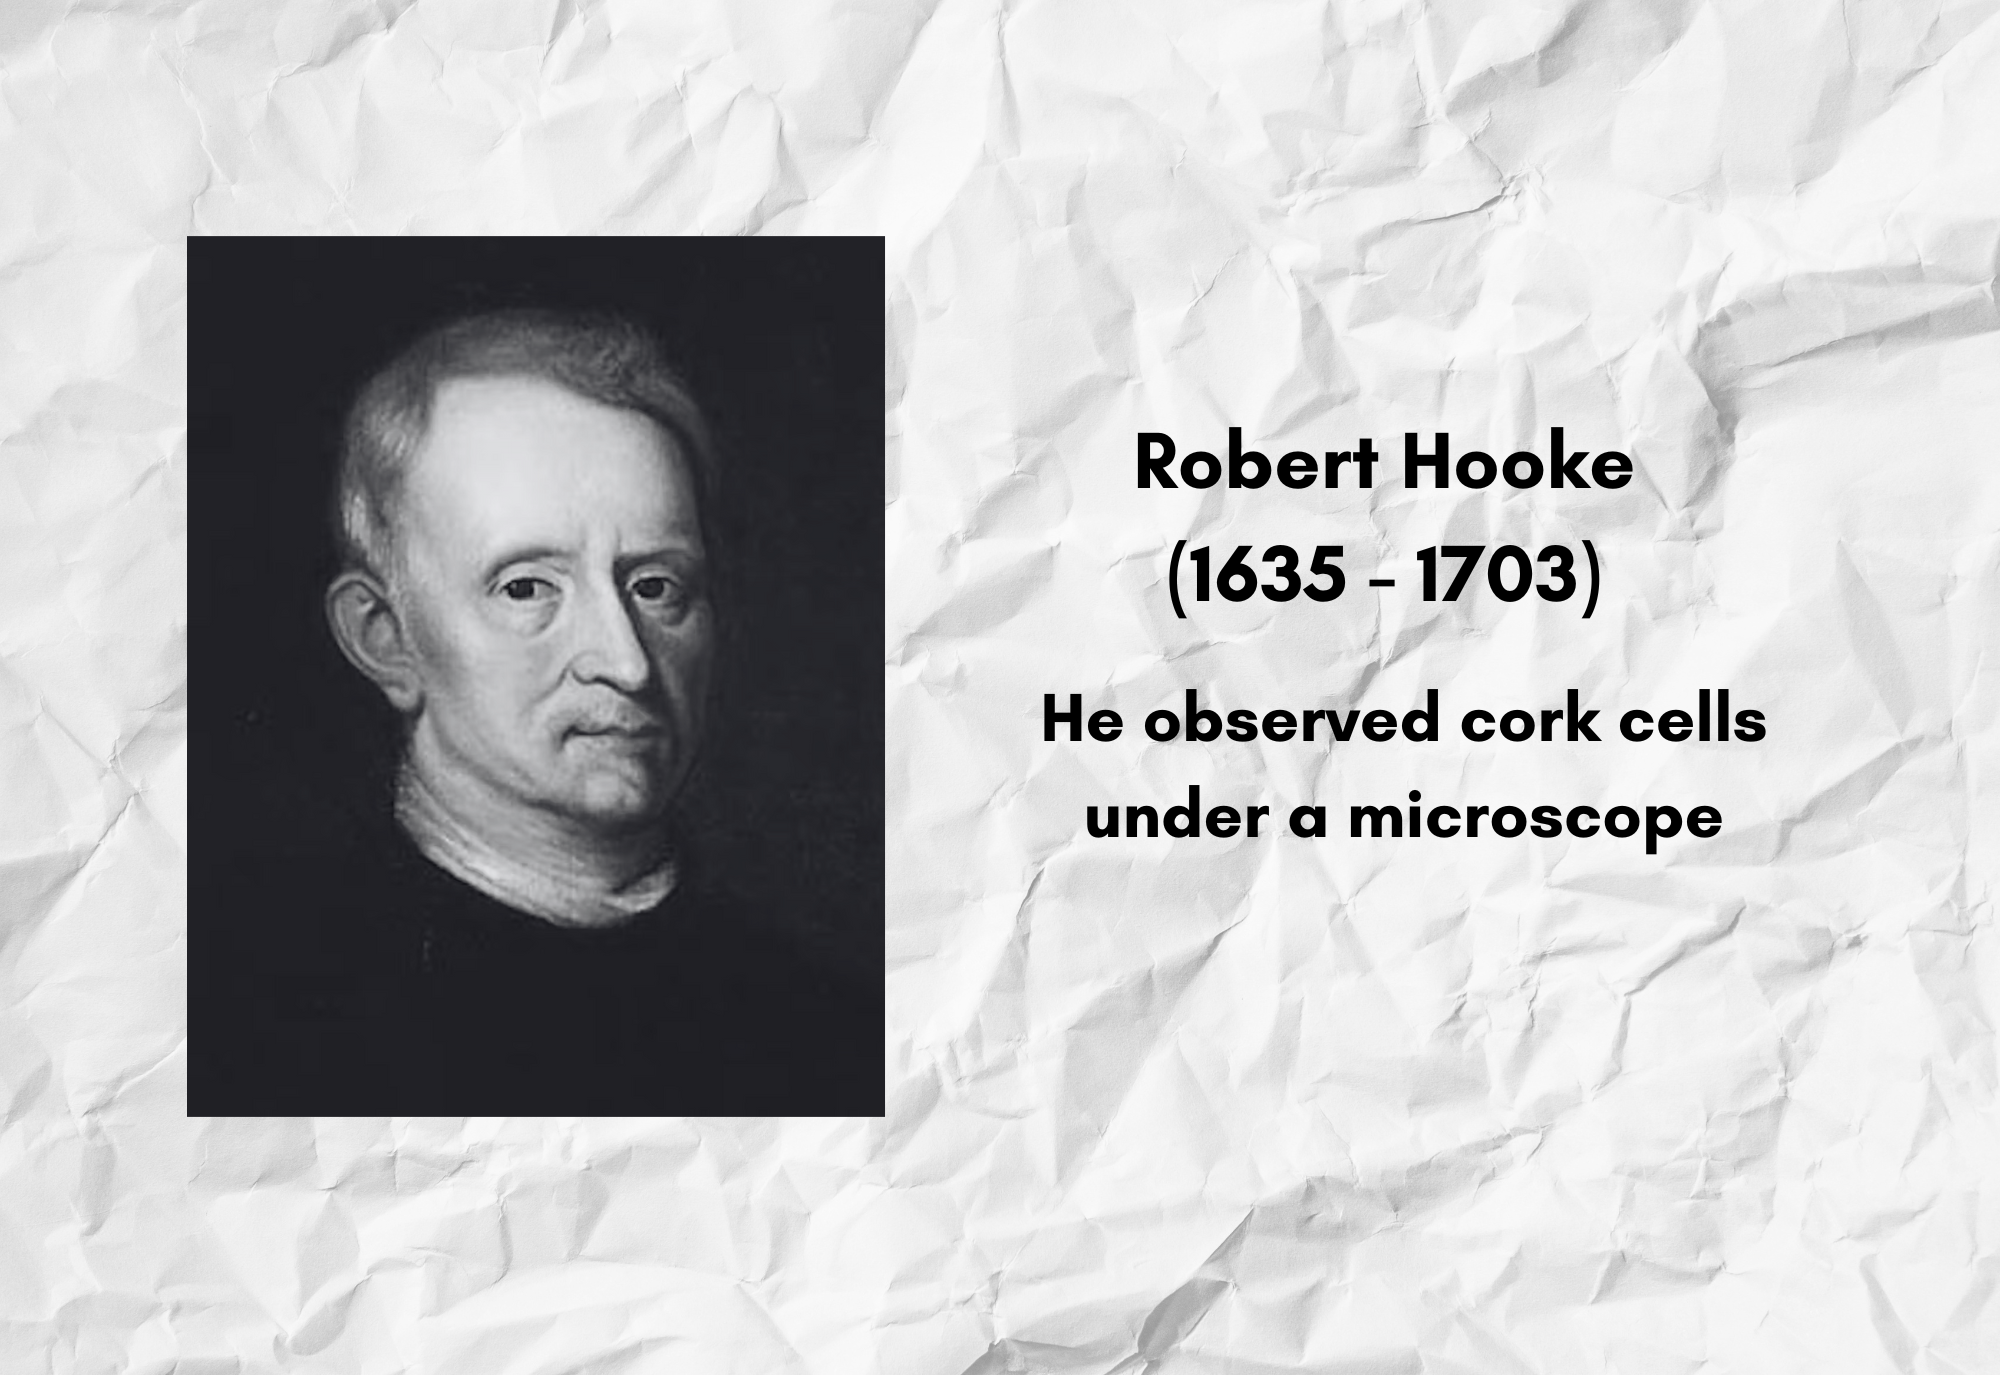 Robert Hooke
(1635 – 1703)
He observed cork cells
under a microscope